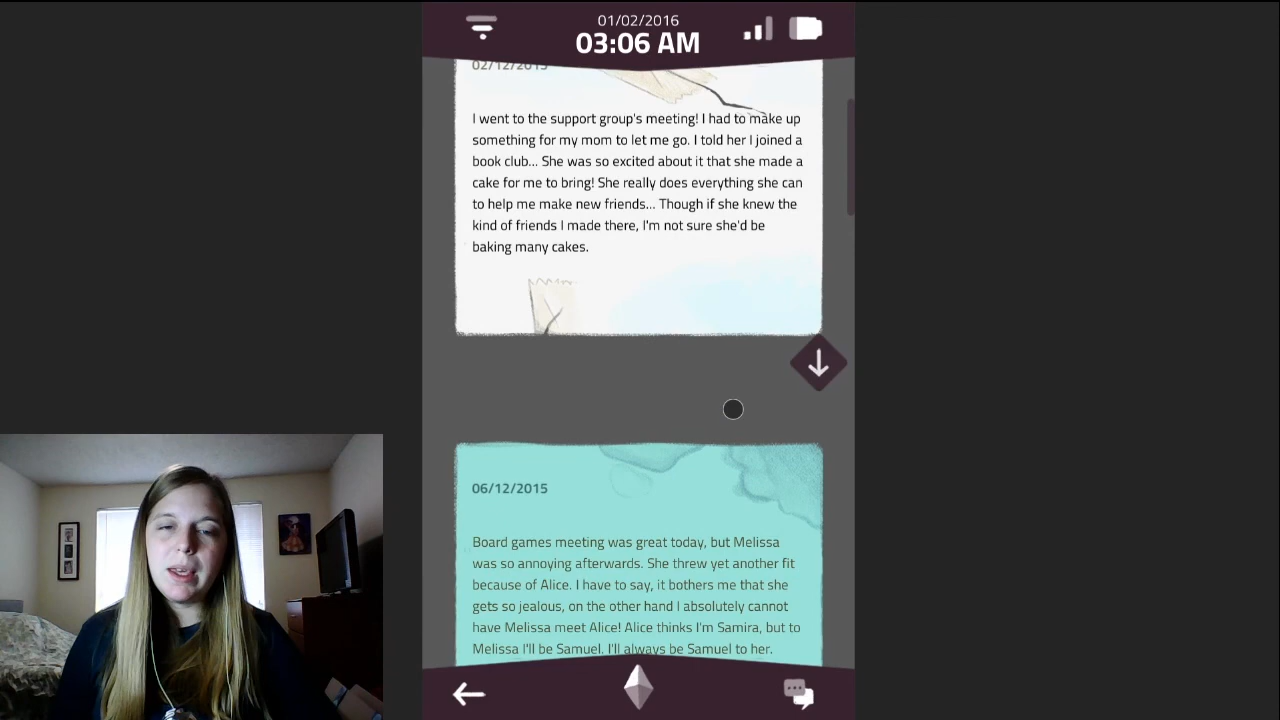 01/02/2016
03:06 AM
02/12/2015
I went to the support group's meeting! I had to make up
something for my mom to let me go. I told her I joined a
book club... She was so excited about it that she made a
cake for me to bring! She really does everything she can
to help me make new friends... Though if she knew the
kind of friends I made there, I'm not sure she'd be
baking many cakes.
06/12/2015
Board games meeting was great today, but Melissa
was so annoying afterwards. She threw yet another fit
because of Alice. I have to say, it bothers me that she
gets so jealous, on the other hand I absolutely cannot
have Melissa meet Alice! Alice thinks I'm Samira, but to
Melissa I'll be Samuel. I'll always be Samuel to her.